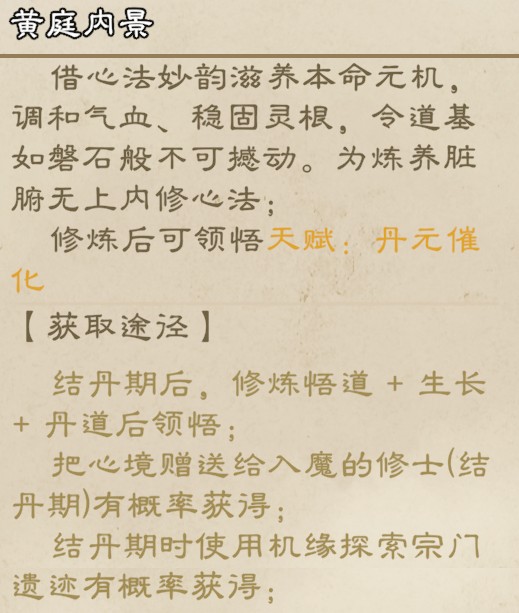 黄庭内景
借心法妙韵滋养本命元机，
调和气血、稳固灵根，令道基
如磐石般不可撼动。为炼养脏
腑无上内修心法；
修炼后可领悟天赋：丹元催
化
【获取途径】
结丹期后，修炼悟道 + 生长
+ 丹道后领悟；
把心境赠送给入魔的修士(结
丹期)有概率获得；
结丹期时使用机缘探索宗门
遗迹有概率获得；